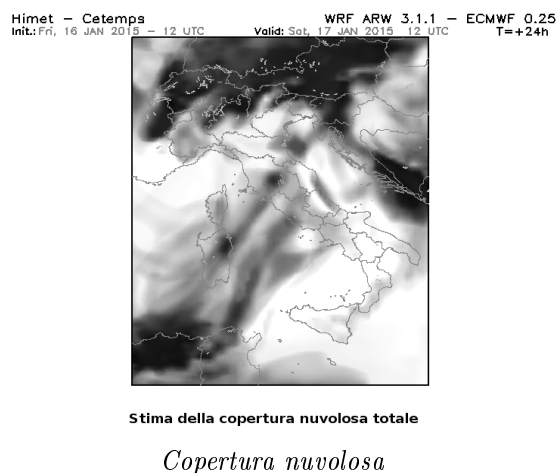 Himet – Cetemps WRF ARW 3.1.1 – ECMWF 0.25
Init.: Fri, 16 JAN 2015 – 12 UTC Valid: Sat, 17 JAN 2015 12 UTC T=+24h
Stima della copertura nuvolosa totale
Copertura nuvolosa